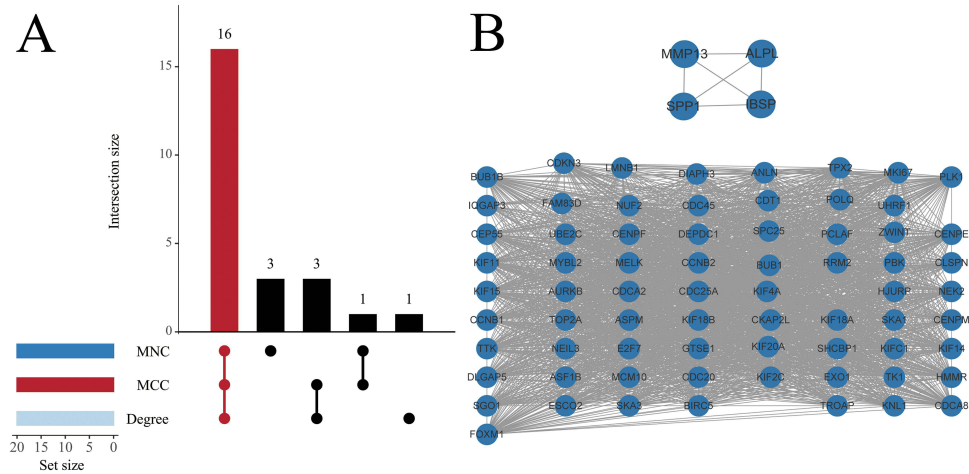 A
16
15
10
5
0
Intersection size
3
3
1
1
MNC
MCC
Degree
20 15 10 5 0
Set size
B
MMP13 ALPL
SPP1 IBSP
BUB1B CDKN3 LMNB1 DIAPH3 ANLN TPX2 MKI67 PLK1
IQGAP3 FAM83D NUF2 CDC45 CDT1 POLQ UHRF1
CEP55 UBE2C CENPF DEPDC1 SPC25 PCLAF ZWINT CENPE
KIF11 MYBL2 MELK CCNB2 BUB1 RRM2 PBK CLSPN
KIF15 AURKB CDCA2 CDC25A KIF4A HJURP NEK2
CCNB1 TOP2A ASPM KIF18B CKAP2L KIF18A SKA1 CENPM
TTK NEIL3 E2F7 GTSE1 KIF20A SHCBP1 KIFC1 KIF14
DLGAP5 ASF1B MCM10 CDC20 KIF2C EXO1 TK1 HMMR
SGO1 ESCO2 SKA2 BIRC5 TROAP KNL1 CDCA8
FOXM1